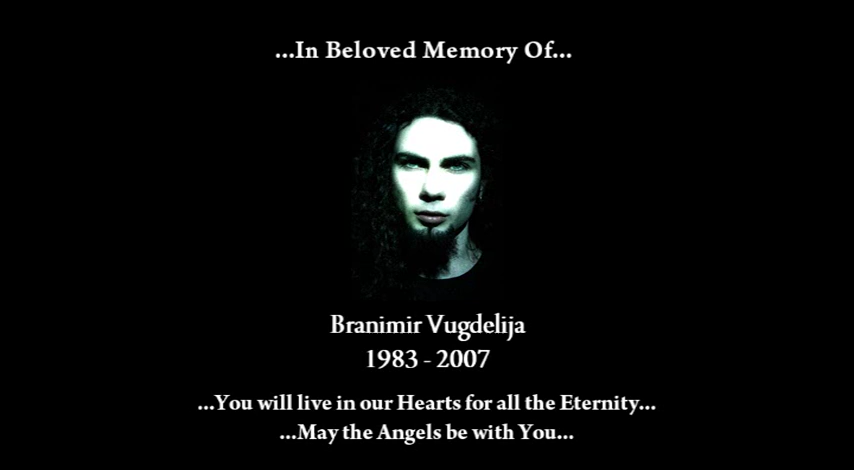 ...In Beloved Memory Of...
Branimir Vugdelija
1983 - 2007
...You will live in our Hearts for all the Eternity...
...May the Angels be with You...